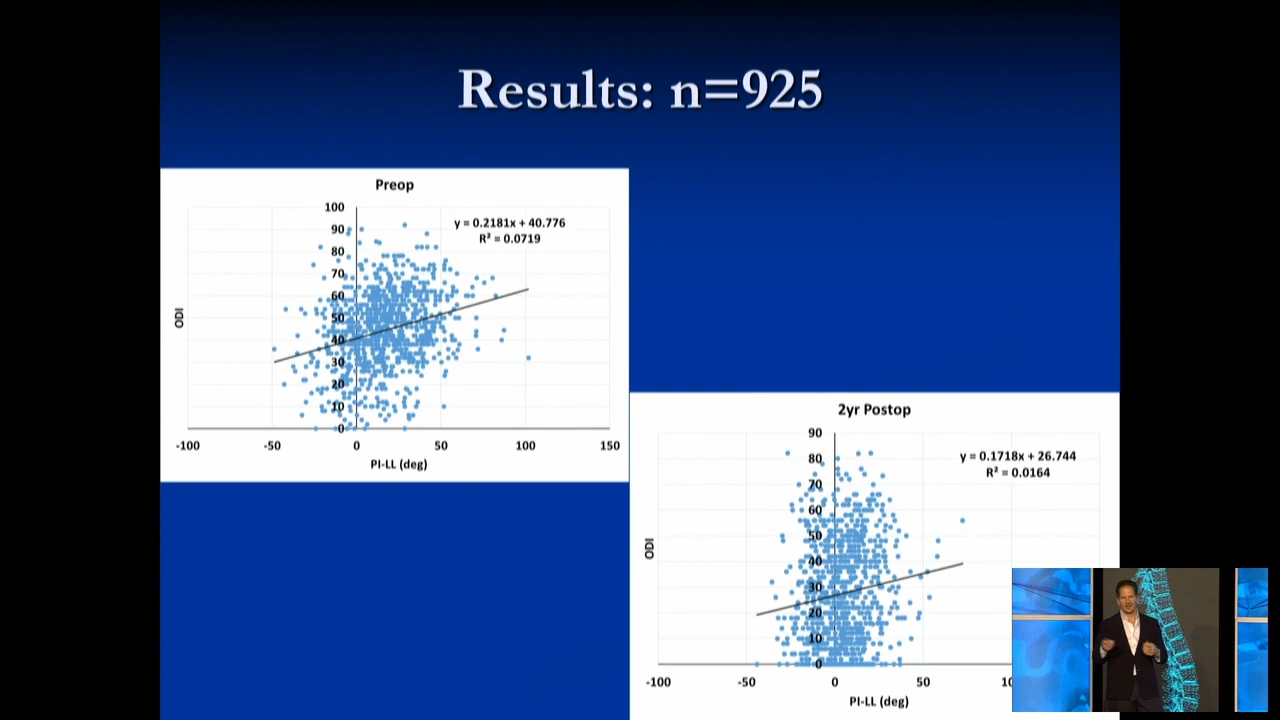 Results: n=925
Preop
y = 0.2181x + 40.776
R² = 0.0719
100
90
80
70
60
50
40
30
20
10
0
ODI
-100
-50
0
50
100
150
PI-LL (deg)
2yr Postop
y = 0.1718x + 26.744
R² = 0.0164
90
80
70
60
50
40
30
20
10
0
ODI
-100
-50
0
50
PI-LL (deg)